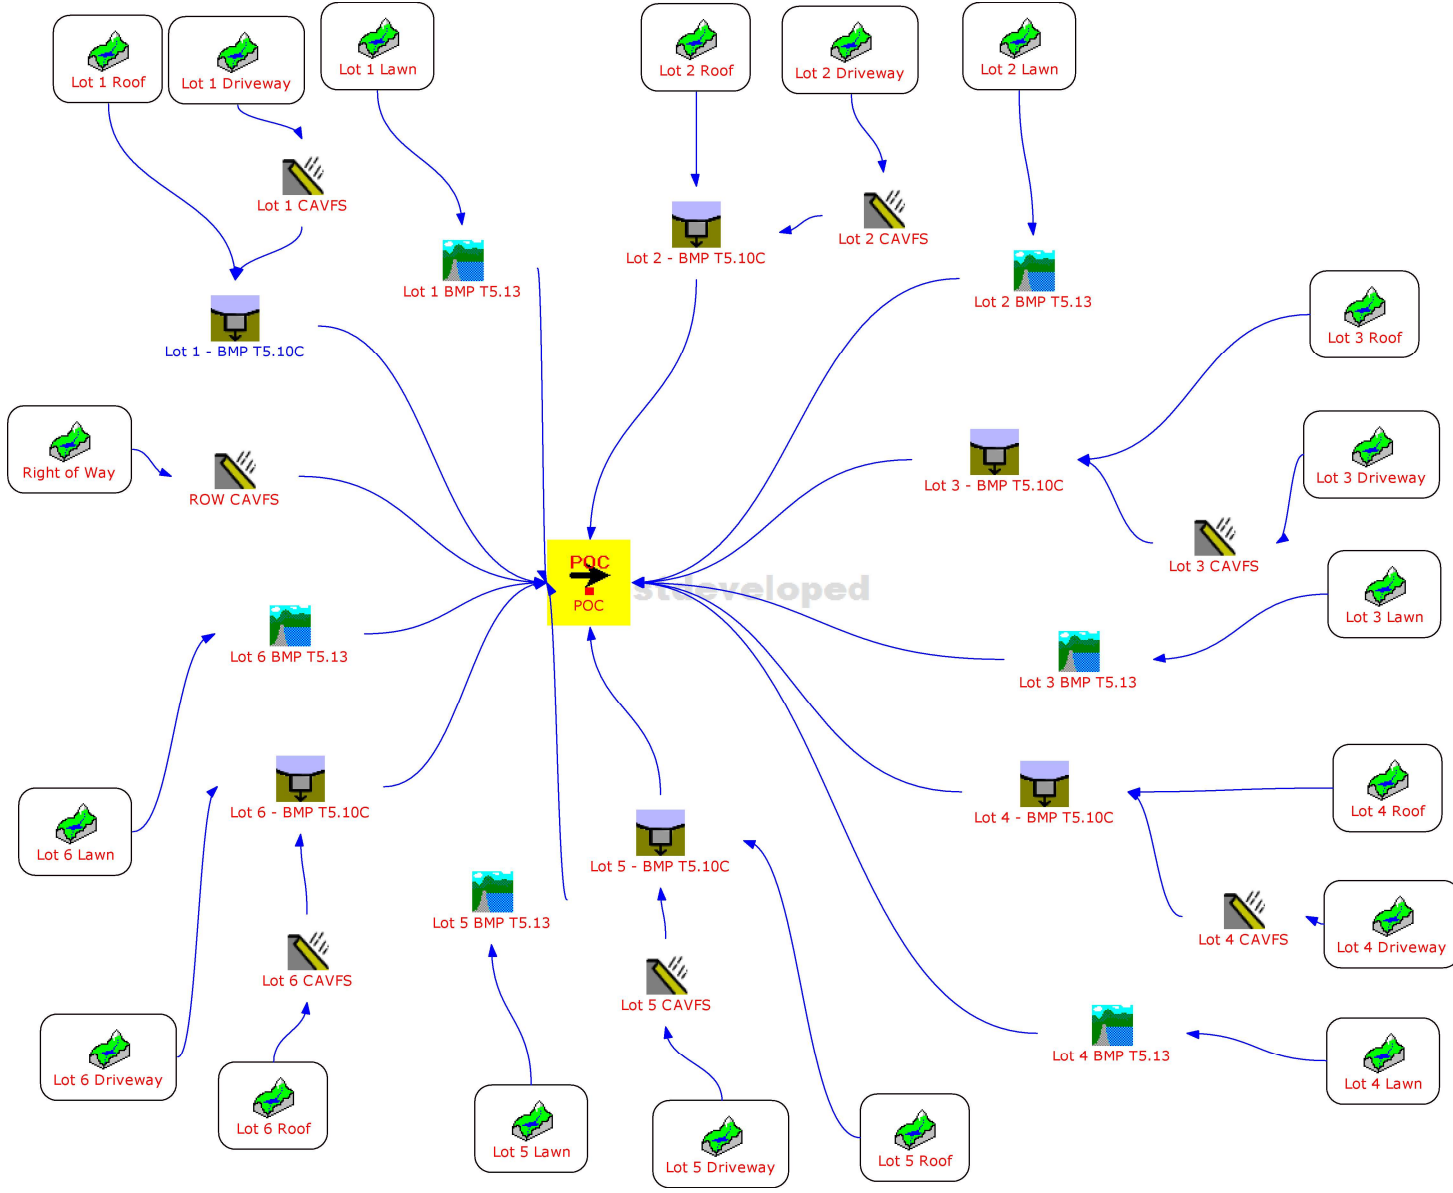 Lot 1 Roof
Lot 1 Driveway
Lot 1 Lawn
Lot 2 Roof
Lot 2 Driveway
Lot 2 Lawn
Lot 1 CAVFS
Lot 2 CAVFS
Lot 2 - BMP T5.10C
Lot 1 BMP T5.13
Lot 2 BMP T5.13
Lot 3 Roof
Lot 1 - BMP T5.10C
Right of Way
ROW CAVFS
Lot 3 - BMP T5.10C
Lot 3 Driveway
Lot 3 CAVFS
POC
POC
stdeveloped
Lot 3 Lawn
Lot 6 BMP T5.13
Lot 3 BMP T5.13
Lot 6 - BMP T5.10C
Lot 4 - BMP T5.10C
Lot 4 Roof
Lot 6 Lawn
Lot 5 - BMP T5.10C
Lot 5 BMP T5.13
Lot 4 CAVFS
Lot 4 Driveway
Lot 6 CAVFS
Lot 5 CAVFS
Lot 4 BMP T5.13
Lot 4 Lawn
Lot 6 Driveway
Lot 6 Roof
Lot 5 Lawn
Lot 5 Driveway
Lot 5 Roof